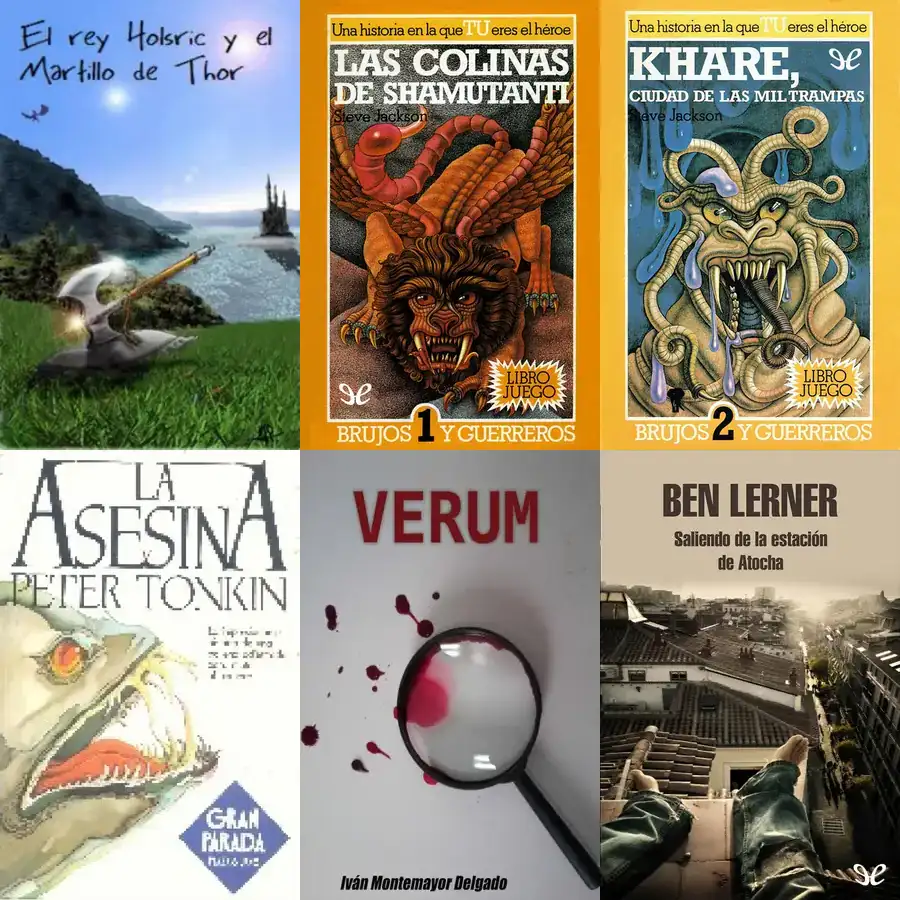 El rey Holsric y el
Martillo de Thor
Una historia en la que TU eres el héroe
LAS COLINAS
DE SHAMUTANTI
Steve Jackson
LIBRO
JUEGO
BRUJOS 1 Y GUERREROS
Una historia en la que TU eres el héroe
KHARE,
CIUDAD DE LAS MIL TRAMPAS
Steve Jackson
LIBRO
JUEGO
BRUJOS 2 Y GUERREROS
LA
ASESINA
PETER TONKIN
GRAN
PARADA
VERUM
Iván Montemayor Delgado
BEN LERNER
Saliendo de la estación
de Atocha